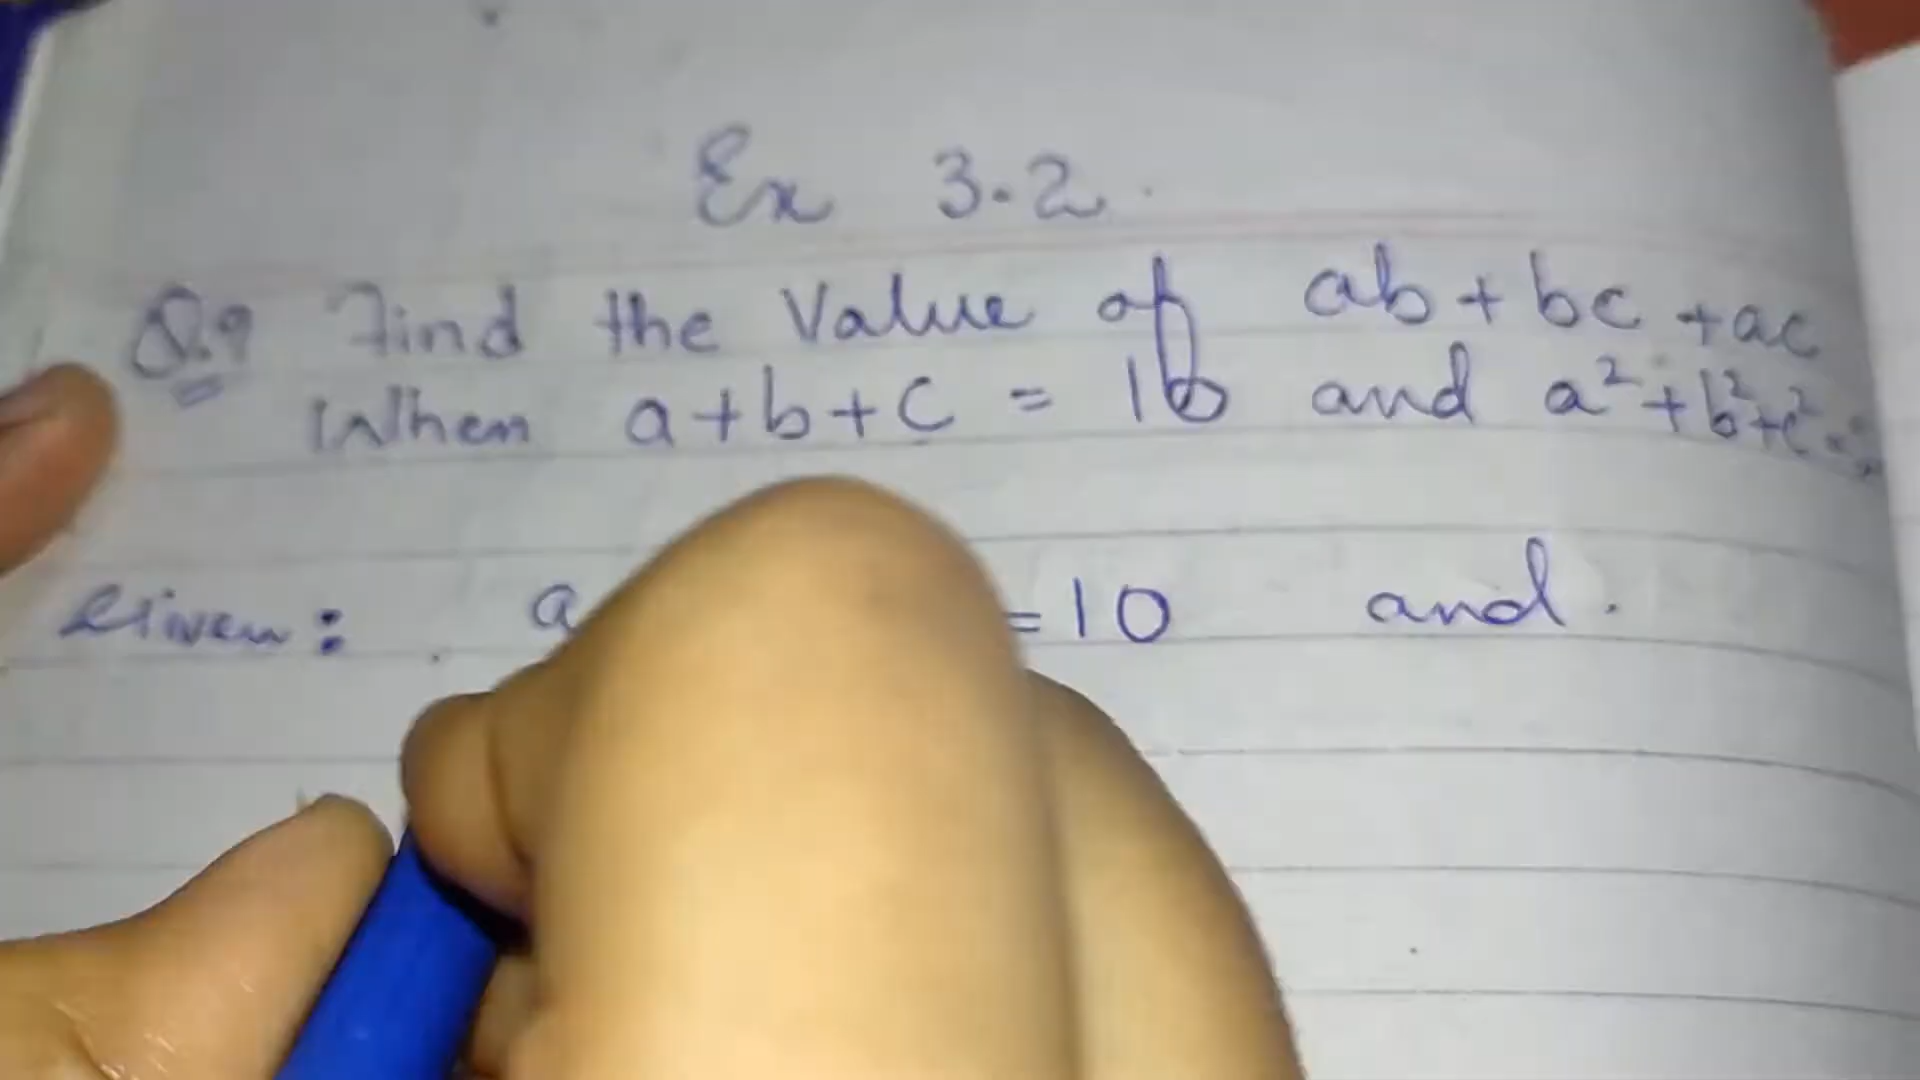 Ex 3.2.
Q.9 Find the Value of ab + bc + ac
When a+b+c = 10 and a²+b²+c² =
Given: a =10 and.